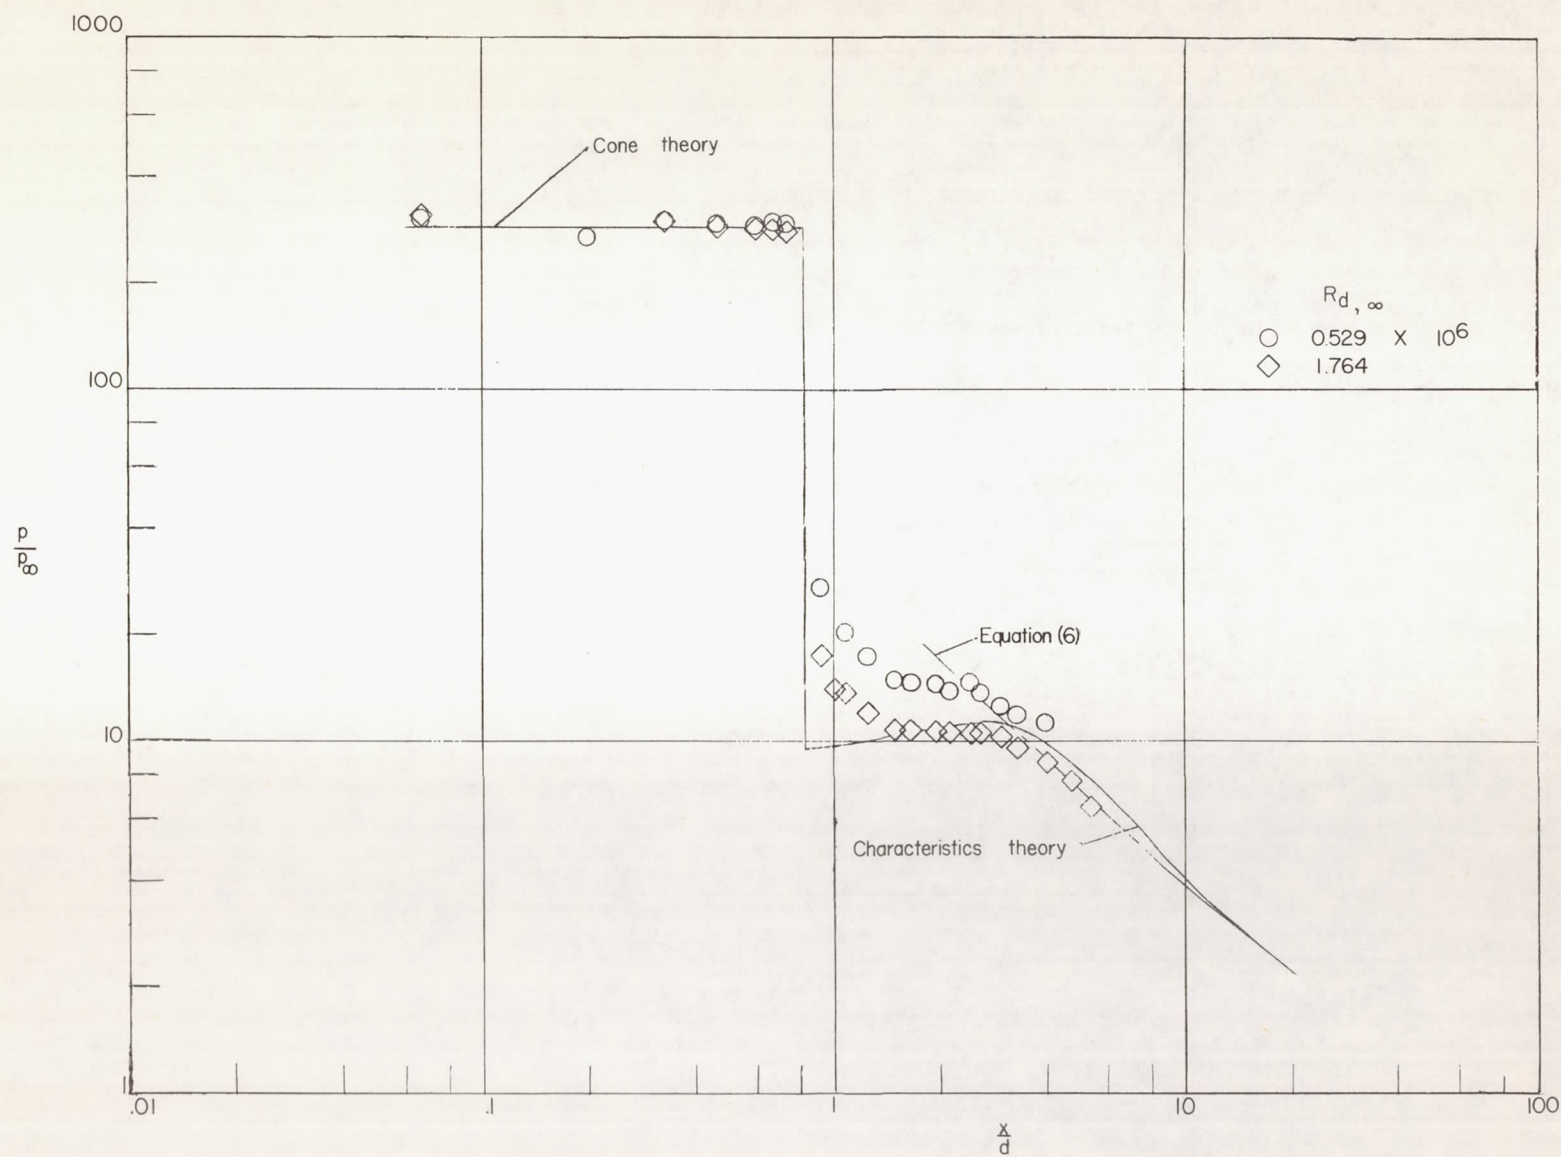 1000
Cone theory
R d, ∞
0.529 X 10^6
1.764
100
p
p∞
Equation (6)
10
Characteristics theory
1
.01
.1
1
10
100
x
d